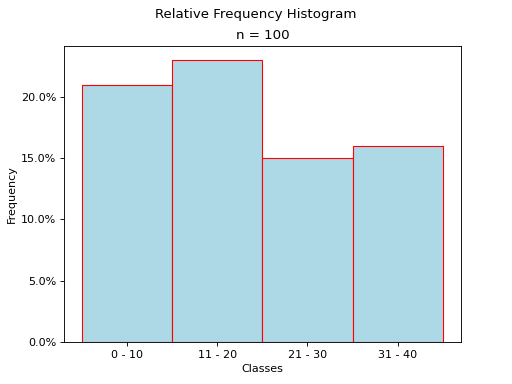 Relative Frequency Histogram
n = 100
20.0%
15.0%
10.0%
5.0%
0.0%
Frequency
0 - 10
11 - 20
21 - 30
31 - 40
Classes